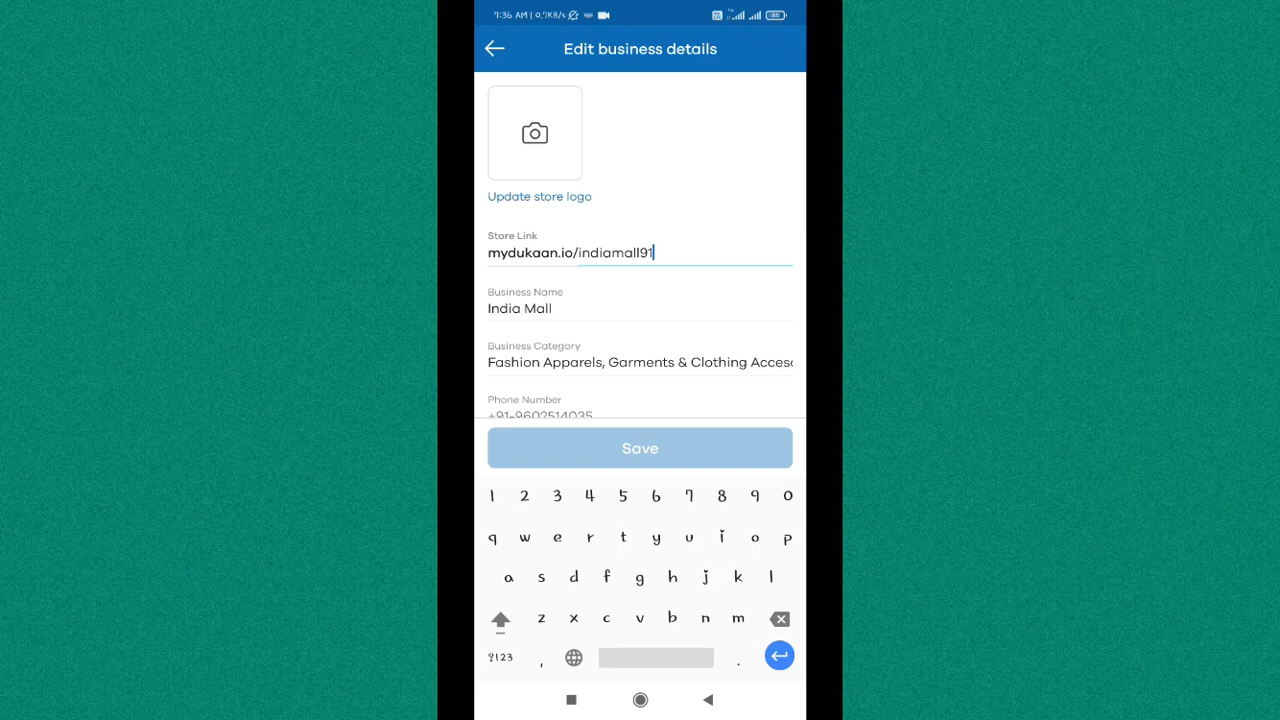 7:36 AM | 0.7KB/s
Edit business details
Update store logo
Store Link
mydukaan.io/indiamall91
Business Name
India Mall
Business Category
Fashion Apparels, Garments & Clothing Acces
Phone Number
+91-9602514035
Save
1 2 3 4 5 6 7 8 9 0
q w e r t y u i o p
a s d f g h j k l
z x c v b n m
?123 , .